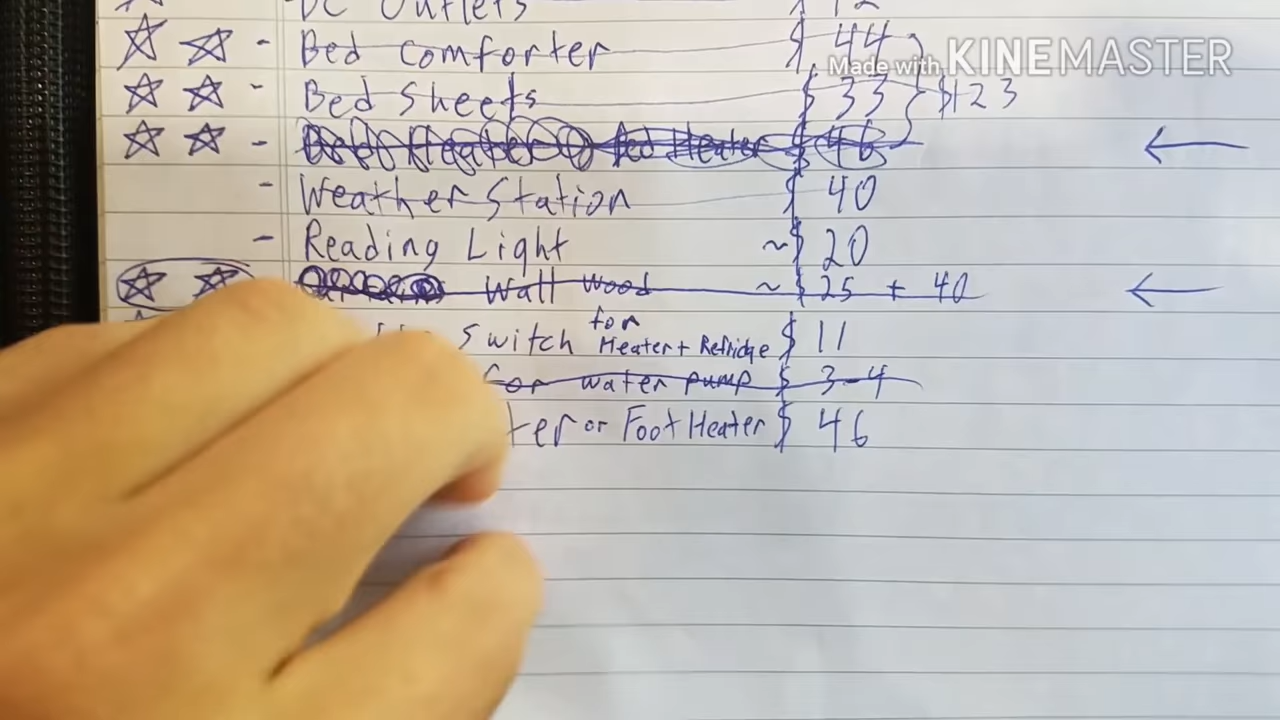 DC Outlets $ 12
- Bed Comforter $ 44
Made with KINEMASTER
- Bed Sheets $ 33 $123
- Bed Heater $ 46
- Weather Station $ 40
- Reading Light ~$ 20
Wall Wood ~ $ 25 + 40
Switch for Heater + Refridge $ 11
for water pump $ 3-4
ter or Foot Heater $ 46